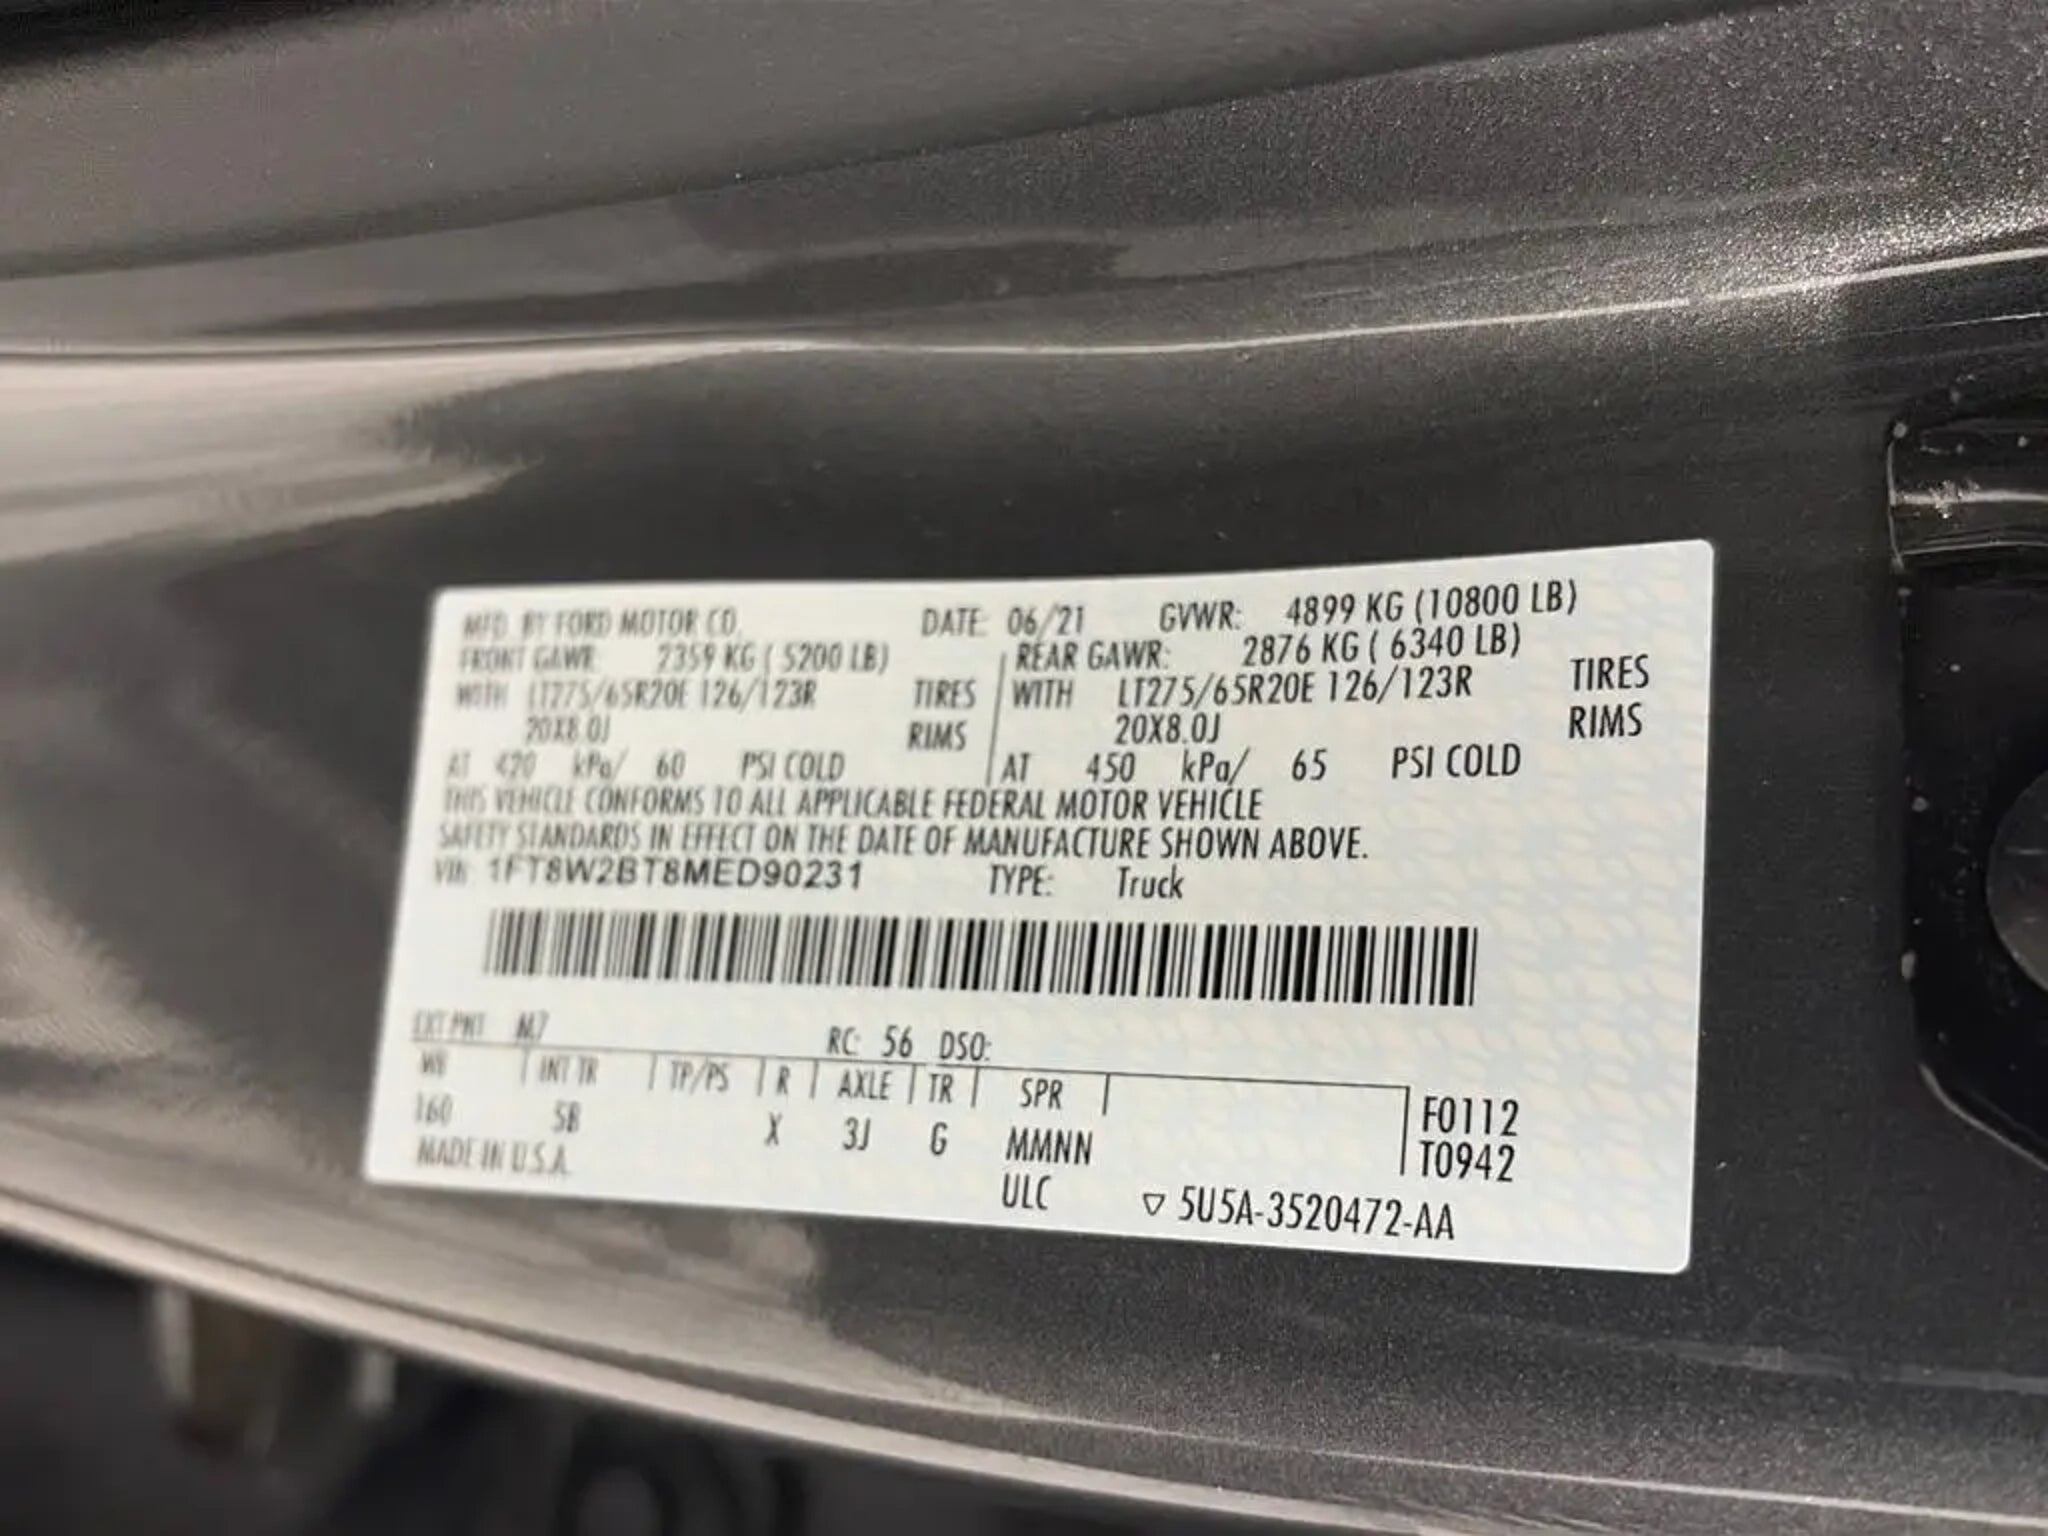 MFD. BY FORD MOTOR CO. DATE: 06/21 GVWR: 4899 KG (10800 LB)
FRONT GAWR: 2359 KG ( 5200 LB) REAR GAWR: 2876 KG ( 6340 LB)
WITH LT275/65R20E 126/123R TIRES WITH LT275/65R20E 126/123R TIRES
20X8.0J RIMS 20X8.0J RIMS
AT 420 kPa/ 60 PSI COLD AT 450 kPa/ 65 PSI COLD
THIS VEHICLE CONFORMS TO ALL APPLICABLE FEDERAL MOTOR VEHICLE
SAFETY STANDARDS IN EFFECT ON THE DATE OF MANUFACTURE SHOWN ABOVE.
VIN: 1FT8W2BT8MED90231 TYPE: Truck
EXT PNT: M7 RC: 56 DSO:
WB INT TR TP/PS R AXLE TR SPR F0112
160 5B X 3J G MMNN T0942
MADE IN U.S.A. ULC ▽ 5U5A-3520472-AA